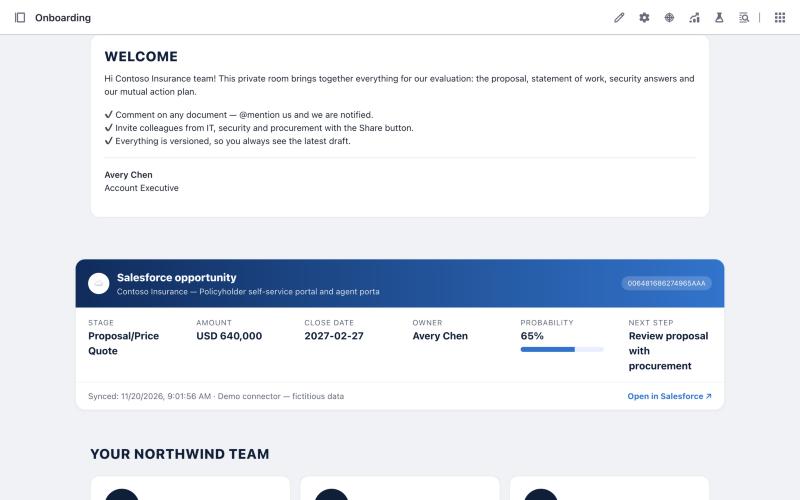 Onboarding
WELCOME
Hi Contoso Insurance team! This private room brings together everything for our evaluation: the proposal, statement of work, security answers and
our mutual action plan.
✓ Comment on any document — @mention us and we are notified.
✓ Invite colleagues from IT, security and procurement with the Share button.
✓ Everything is versioned, so you always see the latest draft.
Avery Chen
Account Executive
Salesforce opportunity
Contoso Insurance — Policyholder self-service portal and agent porta
006481686274965AAA
STAGE
Proposal/Price
Quote
AMOUNT
USD 640,000
CLOSE DATE
2027-02-27
OWNER
Avery Chen
PROBABILITY
65%
NEXT STEP
Review proposal
with
procurement
Synced: 11/20/2026, 9:01:56 AM · Demo connector — fictitious data
Open in Salesforce ↗
YOUR NORTHWIND TEAM